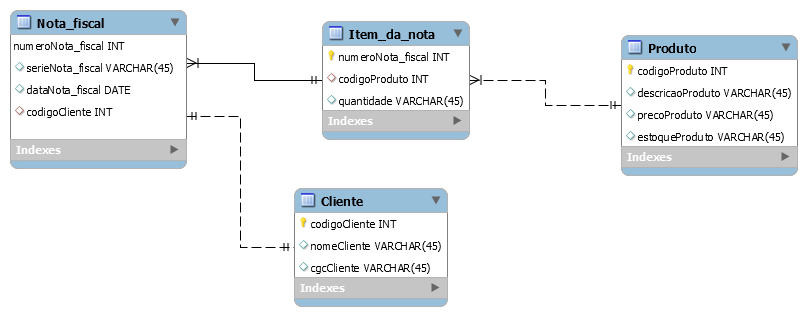 Nota_fiscal
numeroNota_fiscal INT
serieNota_fiscal VARCHAR(45)
dataNota_fiscal DATE
codigoCliente INT
Indexes
Item_da_nota
numeroNota_fiscal INT
codigoProduto INT
quantidade VARCHAR(45)
Indexes
Produto
codigoProduto INT
descricaoProduto VARCHAR(45)
precoProduto VARCHAR(45)
estoqueProduto VARCHAR(45)
Indexes
Cliente
codigoCliente INT
nomeCliente VARCHAR(45)
cgcCliente VARCHAR(45)
Indexes